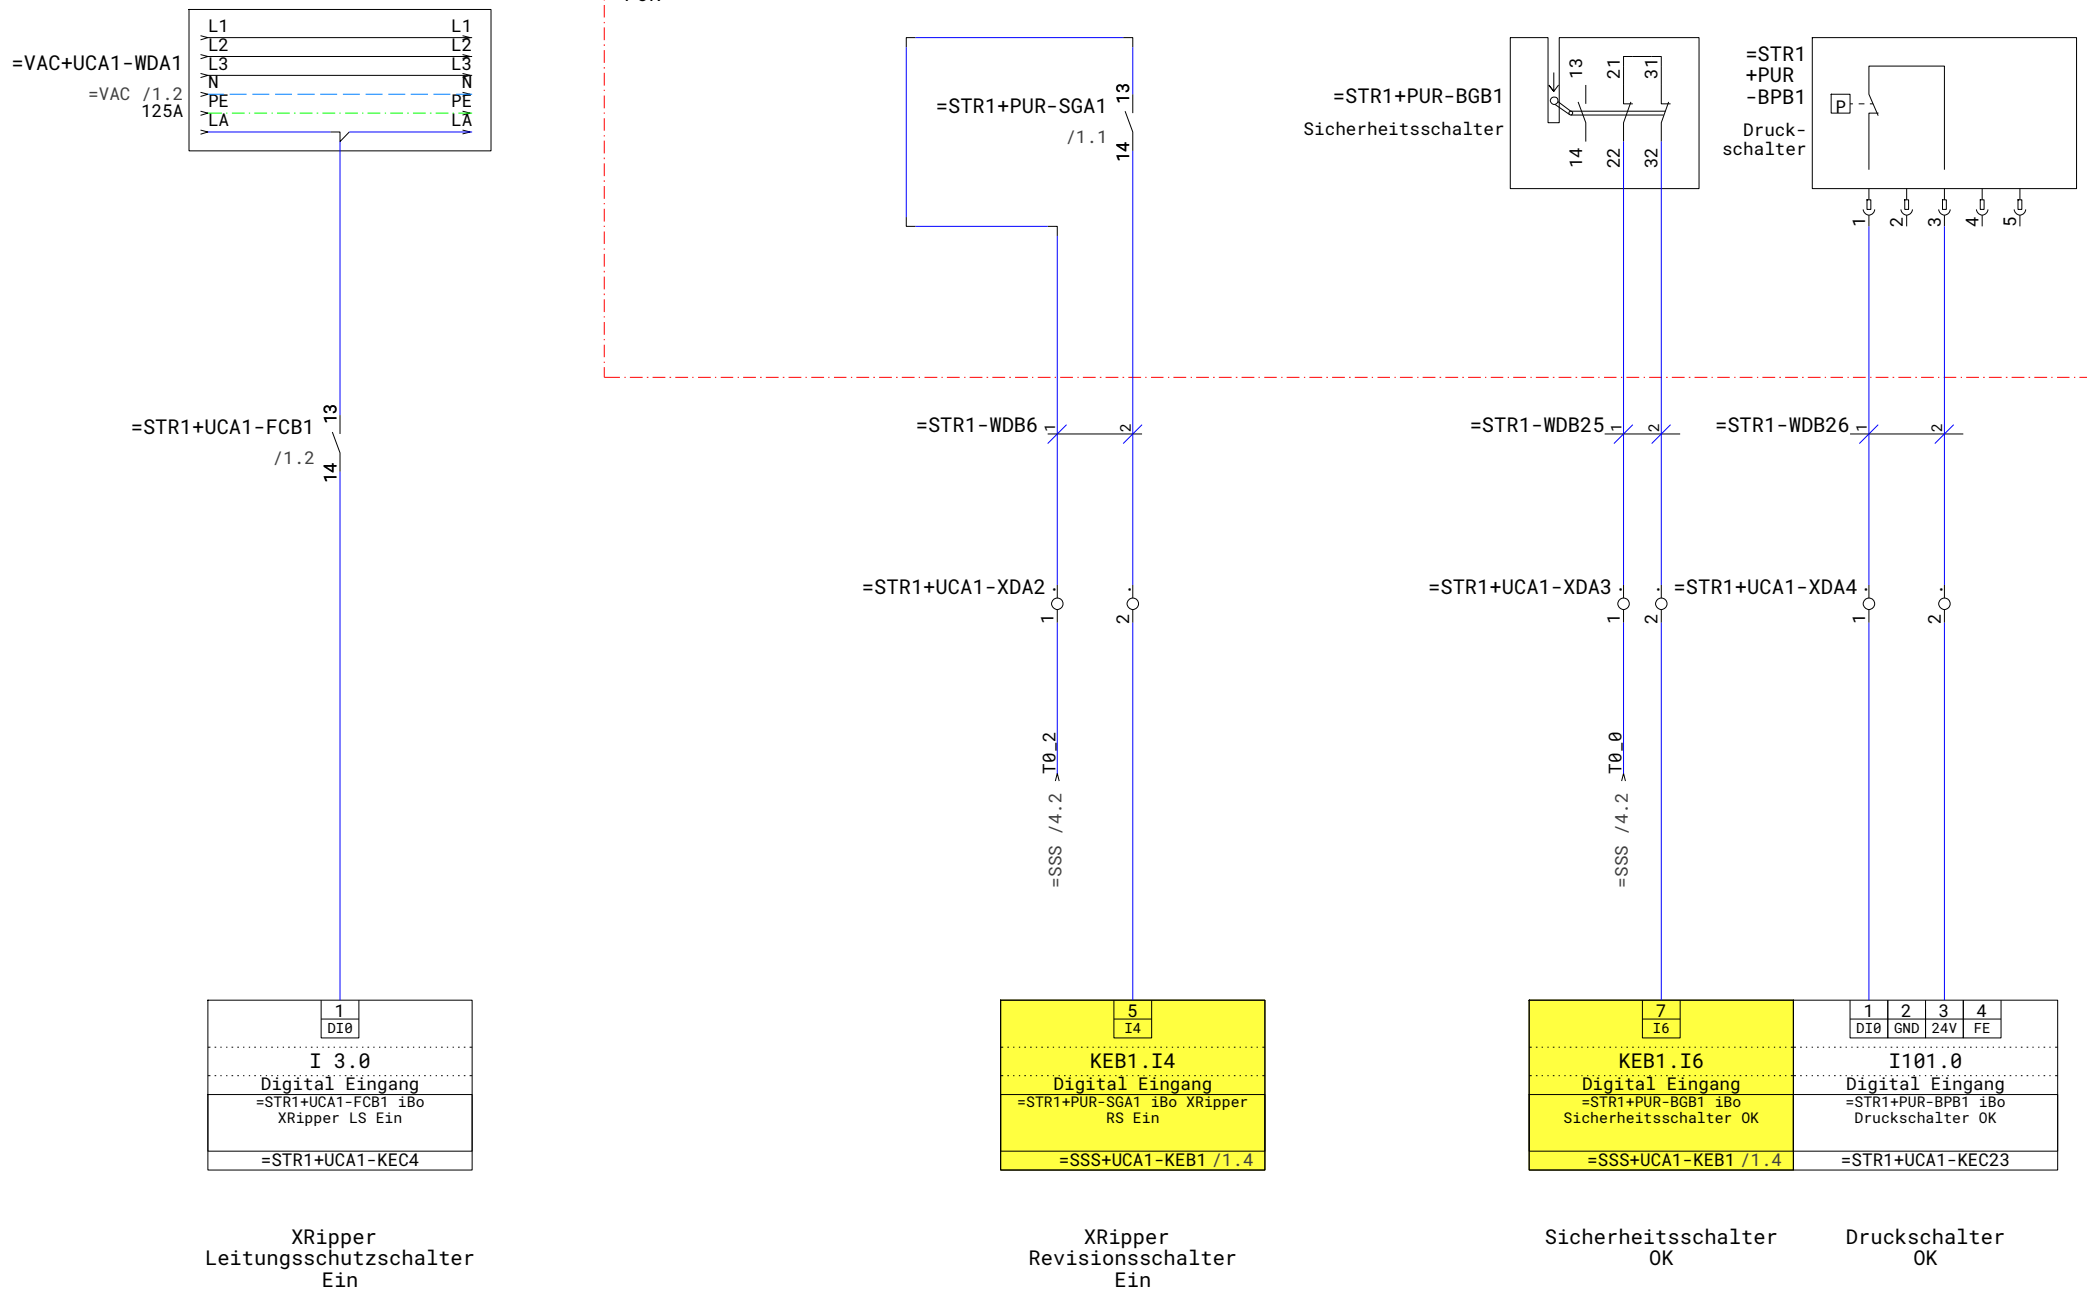 L1 L1
L2 L2
L3 L3
N N
PE PE
LA LA
=VAC+UCA1-WDA1
=VAC /1.2
125A
=STR1+PUR-SGA1
/1.1
13
14
=STR1+PUR-BGB1
Sicherheitsschalter
13
21
31
14
22
32
=STR1
+PUR
-BPB1
Druck-
schalter
P
1
2
3
4
5
=STR1+UCA1-FCB1
/1.2
13
14
=STR1-WDB6
1
2
=STR1-WDB25
1
2
=STR1-WDB26
1
2
=STR1+UCA1-XDA2
1
2
=STR1+UCA1-XDA3
1
2
=STR1+UCA1-XDA4
1
2
T0_2
=SSS /4.2
T0_0
=SSS /4.2
1
DI0
I 3.0
Digital Eingang
=STR1+UCA1-FCB1 iBo
XRipper LS Ein
=STR1+UCA1-KEC4
5
I4
KEB1.I4
Digital Eingang
=STR1+PUR-SGA1 iBo XRipper
RS Ein
=SSS+UCA1-KEB1 /1.4
7
I6
KEB1.I6
Digital Eingang
=STR1+PUR-BGB1 iBo
Sicherheitsschalter OK
=SSS+UCA1-KEB1 /1.4
1 2 3 4
DI0 GND 24V FE
I101.0
Digital Eingang
=STR1+PUR-BPB1 iBo
Druckschalter OK
=STR1+UCA1-KEC23
XRipper
Leitungsschutzschalter
Ein
XRipper
Revisionsschalter
Ein
Sicherheitsschalter
OK
Druckschalter
OK